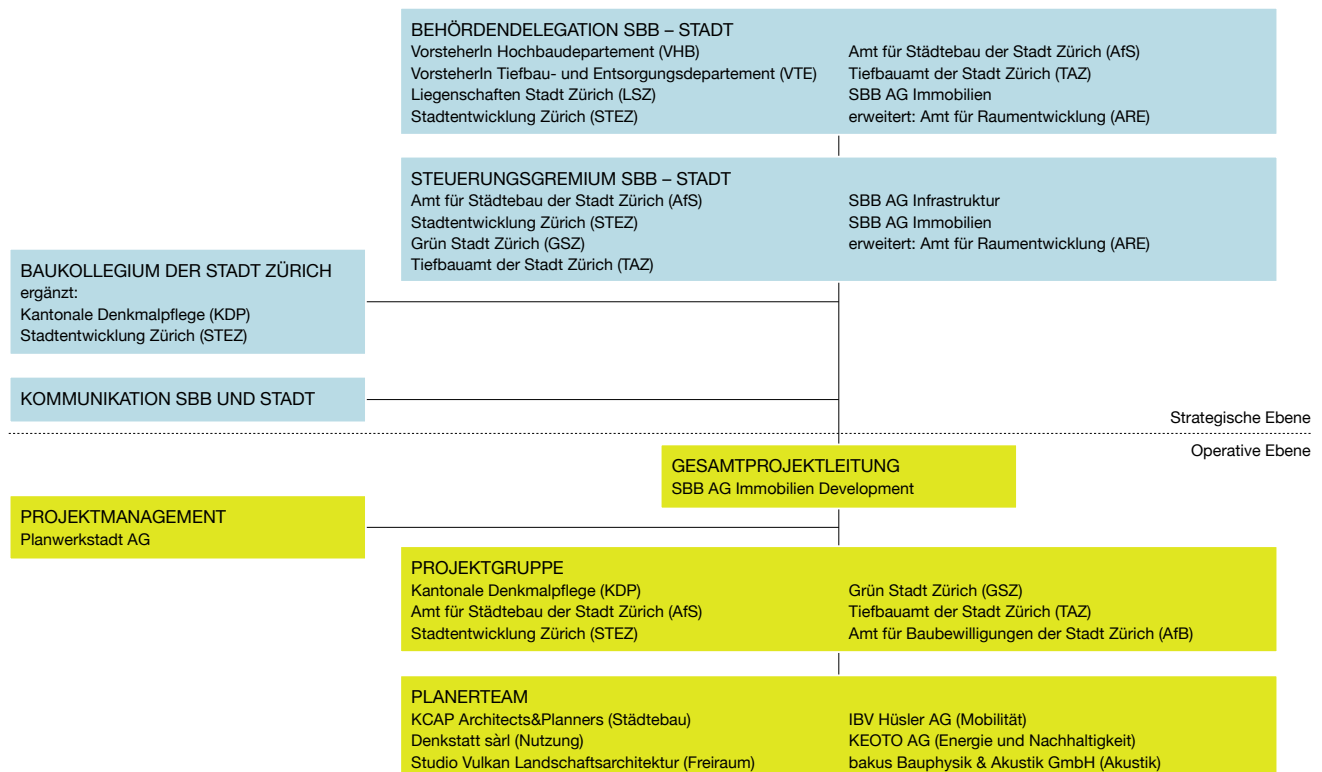 BEHÖRDENDELEGATION SBB – STADT
VorsteherIn Hochbaudepartement (VHB)
VorsteherIn Tiefbau- und Entsorgungsdepartement (VTE)
Liegenschaften Stadt Zürich (LSZ)
Stadtentwicklung Zürich (STEZ)
Amt für Städtebau der Stadt Zürich (AfS)
Tiefbauamt der Stadt Zürich (TAZ)
SBB AG Immobilien
erweitert: Amt für Raumentwicklung (ARE)
STEUERUNGSGREMIUM SBB – STADT
Amt für Städtebau der Stadt Zürich (AfS)
Stadtentwicklung Zürich (STEZ)
Grün Stadt Zürich (GSZ)
Tiefbauamt der Stadt Zürich (TAZ)
SBB AG Infrastruktur
SBB AG Immobilien
erweitert: Amt für Raumentwicklung (ARE)
BAUKOLLEGIUM DER STADT ZÜRICH
ergänzt:
Kantonale Denkmalpflege (KDP)
Stadtentwicklung Zürich (STEZ)
KOMMUNIKATION SBB UND STADT
Strategische Ebene
Operative Ebene
GESAMTPROJEKTLEITUNG
SBB AG Immobilien Development
PROJEKTMANAGEMENT
Planwerkstadt AG
PROJEKTGRUPPE
Kantonale Denkmalpflege (KDP)
Amt für Städtebau der Stadt Zürich (AfS)
Stadtentwicklung Zürich (STEZ)
Grün Stadt Zürich (GSZ)
Tiefbauamt der Stadt Zürich (TAZ)
Amt für Baubewilligungen der Stadt Zürich (AfB)
PLANERTEAM
KCAP Architects&Planners (Städtebau)
Denkstatt sàrl (Nutzung)
Studio Vulkan Landschaftsarchitektur (Freiraum)
IBV Hüsler AG (Mobilität)
KEOTO AG (Energie und Nachhaltigkeit)
bakus Bauphysik & Akustik GmbH (Akustik)